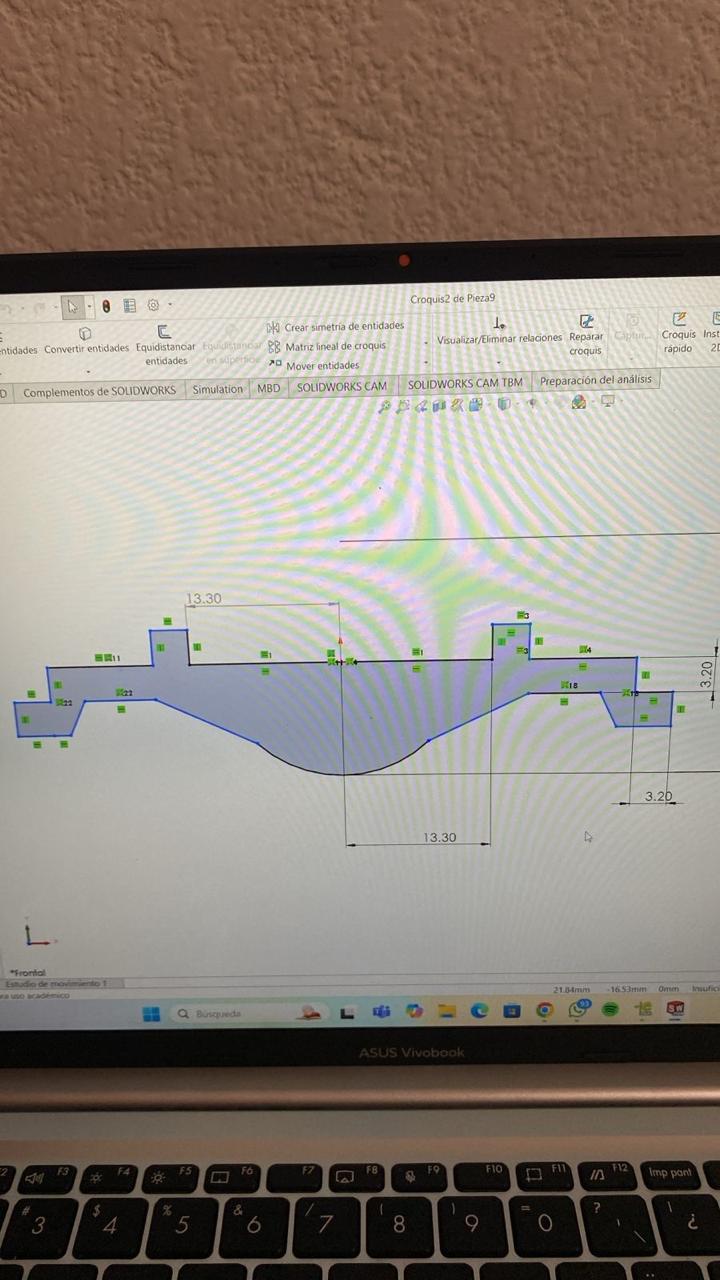 Croquis2 de Pieza9
Crear simetría de entidades
ntidades Convertir entidades Equidistanciar entidades Equidistanciar en superficie Matriz lineal de croquis Visualizar/Eliminar relaciones Reparar croquis Captur... Croquis rápido Inst 2D
Mover entidades
D Complementos de SOLIDWORKS Simulation MBD SOLIDWORKS CAM SOLIDWORKS CAM TBM Preparación del análisis
13.30
3.20
3.20
13.30
*Frontal
Estudio de movimiento 1
ra uso académico
21.84mm -16.53mm 0mm Insufici
Búsqueda
93
SW
ASUS Vivobook
F3 F4 F5 F6 F7 F8 F9 F10 F11 F12 Imp pant
# 3 $ 4 % 5 & 6 / 7 ( 8 ) 9 = 0 ? ' \ ¿